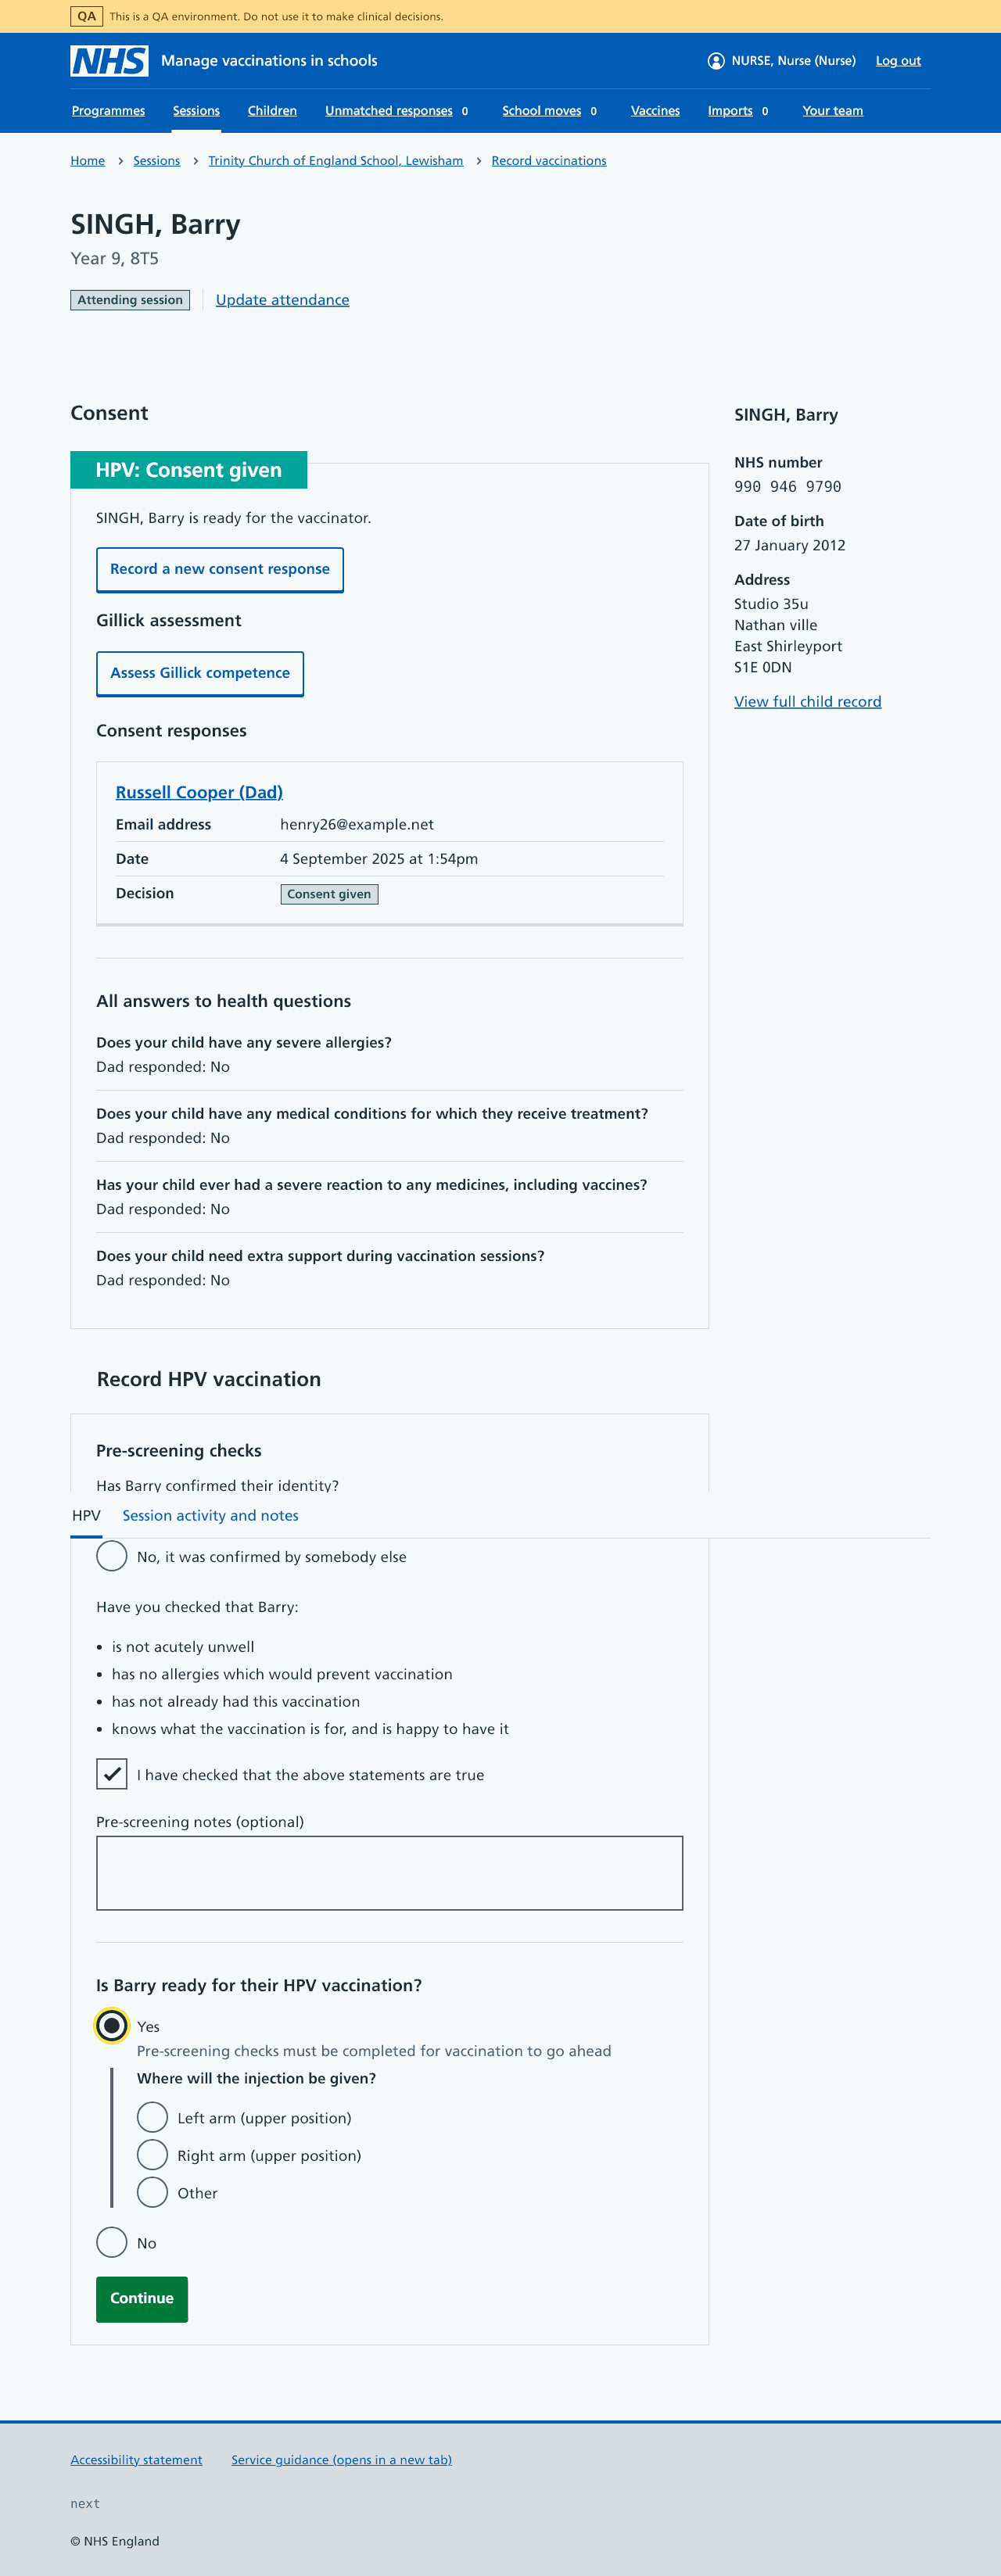 QA This is a QA environment. Do not use it to make clinical decisions.
NHS Manage vaccinations in schools NURSE, Nurse (Nurse) Log out
Programmes Sessions Children Unmatched responses 0 School moves 0 Vaccines Imports 0 Your team
Home Sessions Trinity Church of England School, Lewisham Record vaccinations
SINGH, Barry
Year 9, 8T5
Attending session Update attendance
Consent
HPV: Consent given
SINGH, Barry is ready for the vaccinator.
Record a new consent response
Gillick assessment
Assess Gillick competence
Consent responses
Russell Cooper (Dad)
Email address henry26@example.net
Date 4 September 2025 at 1:54pm
Decision Consent given
All answers to health questions
Does your child have any severe allergies?
Dad responded: No
Does your child have any medical conditions for which they receive treatment?
Dad responded: No
Has your child ever had a severe reaction to any medicines, including vaccines?
Dad responded: No
Does your child need extra support during vaccination sessions?
Dad responded: No
SINGH, Barry
NHS number
990 946 9790
Date of birth
27 January 2012
Address
Studio 35u
Nathan ville
East Shirleyport
S1E 0DN
View full child record
Record HPV vaccination
Pre-screening checks
Has Barry confirmed their identity?
HPV Session activity and notes
No, it was confirmed by somebody else
Have you checked that Barry:
• is not acutely unwell
• has no allergies which would prevent vaccination
• has not already had this vaccination
• knows what the vaccination is for, and is happy to have it
I have checked that the above statements are true
Pre-screening notes (optional)
Is Barry ready for their HPV vaccination?
Yes
Pre-screening checks must be completed for vaccination to go ahead
Where will the injection be given?
Left arm (upper position)
Right arm (upper position)
Other
No
Continue
Accessibility statement Service guidance (opens in a new tab)
next
© NHS England